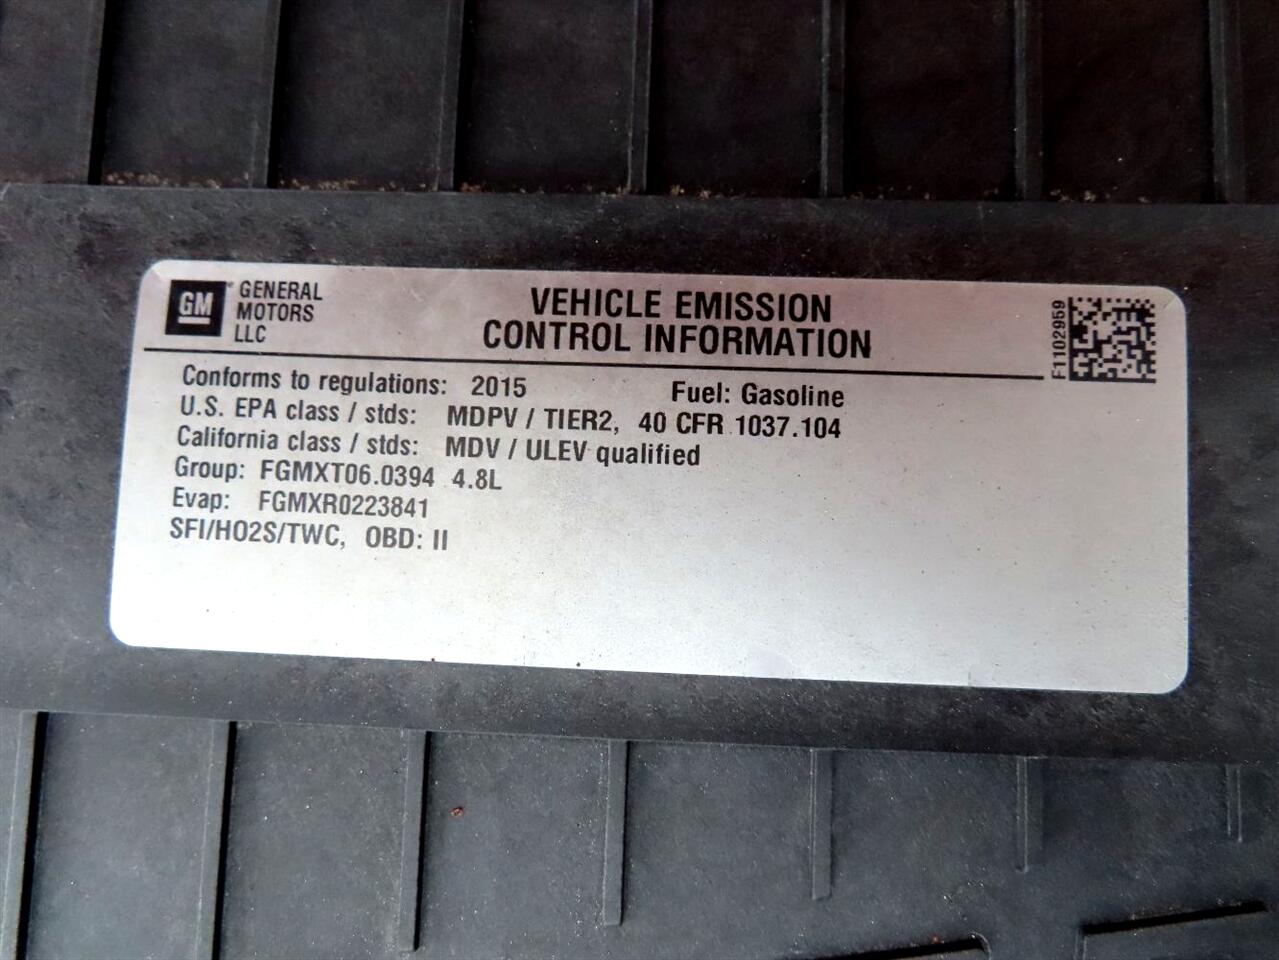 GM
GENERAL
MOTORS
LLC
VEHICLE EMISSION
CONTROL INFORMATION
F1102959
Conforms to regulations: 2015 Fuel: Gasoline
U.S. EPA class / stds: MDPV / TIER2, 40 CFR 1037.104
California class / stds: MDV / ULEV qualified
Group: FGMXT06.0394 4.8L
Evap: FGMXR0223841
SFI/HO2S/TWC, OBD: II